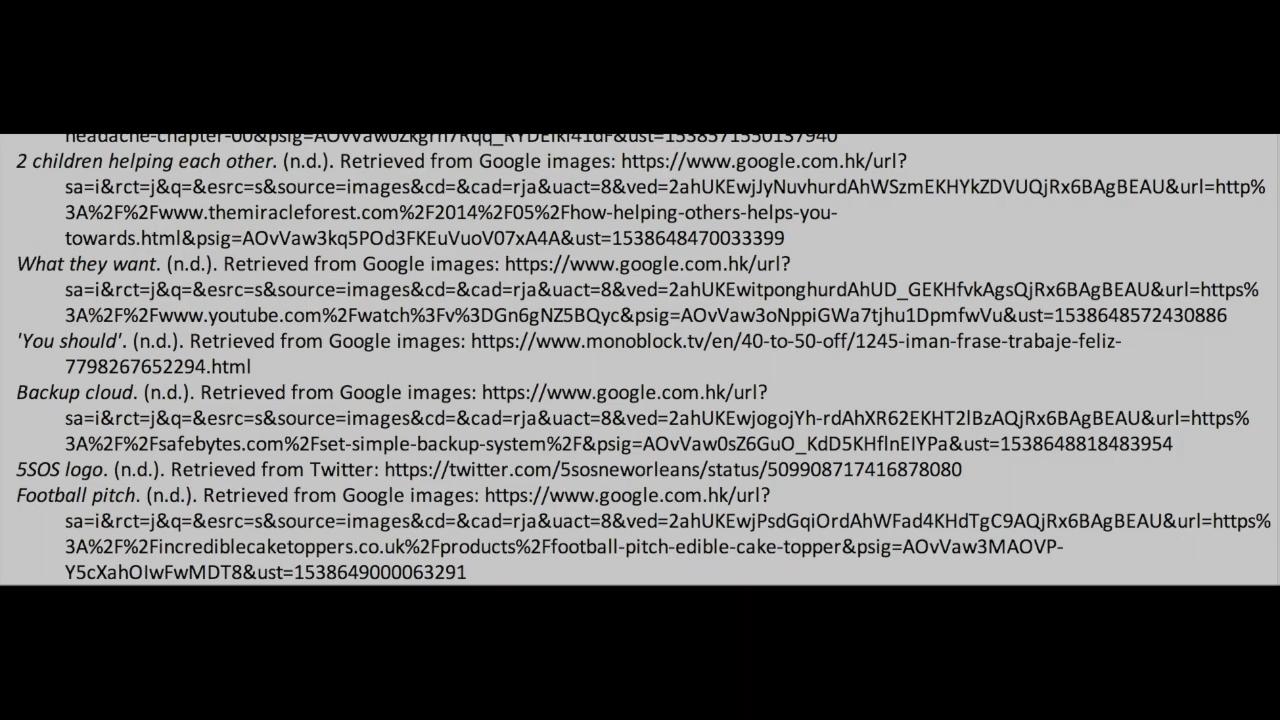 2 children helping each other. (n.d.). Retrieved from Google images: https://www.google.com.hk/url?
sa=i&rct=j&q=&esrc=s&source=images&cd=&cad=rja&uact=8&ved=2ahUKEwjJyNuvhurdAhWSzmEKHYkZDVUQjRx6BAgBEAU&url=http%
3A%2F%2Fwww.themiracleforest.com%2F2014%2F05%2Fhow-helping-others-helps-you-
towards.html&psig=AOvVaw3kq5POd3FKEuVuoV07xA4A&ust=1538648470033399
What they want. (n.d.). Retrieved from Google images: https://www.google.com.hk/url?
sa=i&rct=j&q=&esrc=s&source=images&cd=&cad=rja&uact=8&ved=2ahUKEwitponghurdAhUD_GEKHfvkAgsQjRx6BAgBEAU&url=https%
3A%2F%2Fwww.youtube.com%2Fwatch%3Fv%3DGn6gNZ5BQyc&psig=AOvVaw3oNppiGWa7tjhu1DpmfwVu&ust=1538648572430886
'You should'. (n.d.). Retrieved from Google images: https://www.monoblock.tv/en/40-to-50-off/1245-iman-frase-trabaje-feliz-
7798267652294.html
Backup cloud. (n.d.). Retrieved from Google images: https://www.google.com.hk/url?
sa=i&rct=j&q=&esrc=s&source=images&cd=&cad=rja&uact=8&ved=2ahUKEwjogojYh-rdAhXR62EKHT2lBzAQjRx6BAgBEAU&url=https%
3A%2F%2Fsafebytes.com%2Fset-simple-backup-system%2F&psig=AOvVaw0sZ6GuO_KdD5KHflnEIYPa&ust=1538648818483954
5SOS logo. (n.d.). Retrieved from Twitter: https://twitter.com/5sosneworleans/status/509908717416878080
Football pitch. (n.d.). Retrieved from Google images: https://www.google.com.hk/url?
sa=i&rct=j&q=&esrc=s&source=images&cd=&cad=rja&uact=8&ved=2ahUKEwjPsdGqiOrdAhWFad4KHdTgC9AQjRx6BAgBEAU&url=https%
3A%2F%2Fincrediblecaketoppers.co.uk%2Fproducts%2Ffootball-pitch-edible-cake-topper&psig=AOvVaw3MAOVP-
Y5cXahOIwFwMDT8&ust=1538649000063291